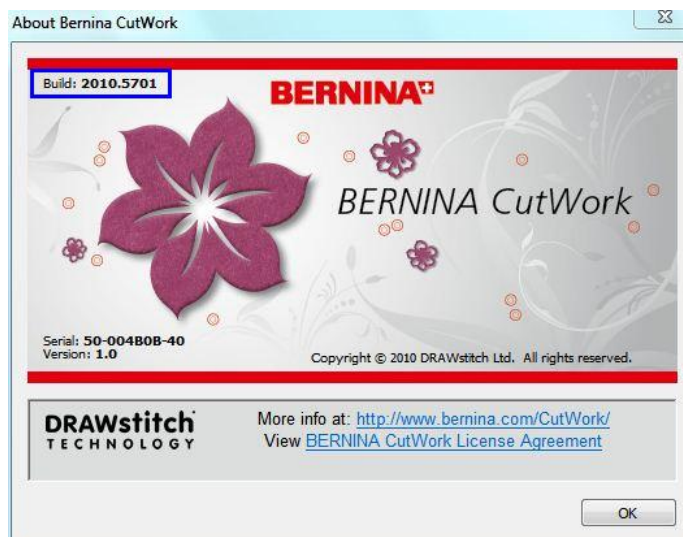 About Bernina CutWork
Build: 2010.5701
BERNINA
BERNINA CutWork
Serial: 50-004B0B-40
Version: 1.0
Copyright © 2010 DRAWstitch Ltd. All rights reserved.
DRAWstitch
TECHNOLOGY
More info at: http://www.bernina.com/CutWork/
View BERNINA CutWork License Agreement
OK